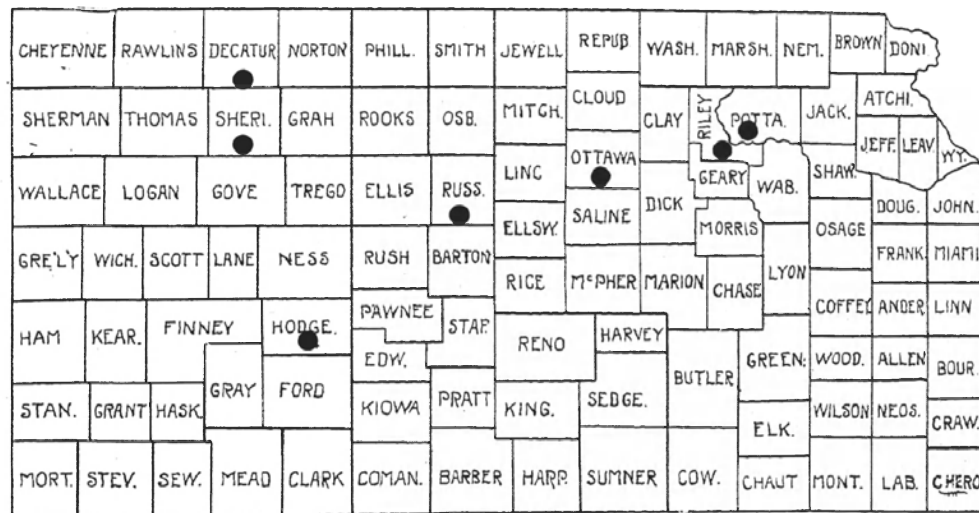 CHEYENNE RAWLINS DECATUR NORTON PHILL. SMITH JEWELL REPUB WASH. MARSH. NEM. BROWN DONI.
SHERMAN THOMAS SHERI. GRAH ROOKS OSB. MITCH. CLOUD CLAY RILEY POTTA. JACK. ATCHI.
JEFF. LEAV. WY.
WALLACE LOGAN GOVE TREGO ELLIS RUSS. LINC OTTAWA GEARY WAB. SHAW.
ELLSW. SALINE DICK MORRIS OSAGE DOUG. JOHN.
GRE'LY WICH. SCOTT LANE NESS RUSH BARTON RICE McPHER MARION CHASE LYON FRANK. MIAMI
HAM KEAR. FINNEY HODGE. PAWNEE STAF. RENO HARVEY COFFEY ANDER LINN
EDW. BUTLER GREEN. WOOD. ALLEN BOUR.
STAN. GRANT HASK. GRAY FORD KIOWA PRATT KING. SEDGE. ELK. WILSON NEOS. CRAW.
MORT. STEV. SEW. MEAD CLARK COMAN. BARBER HARP. SUMNER COW. CHAUT MONT. LAB. CHERO